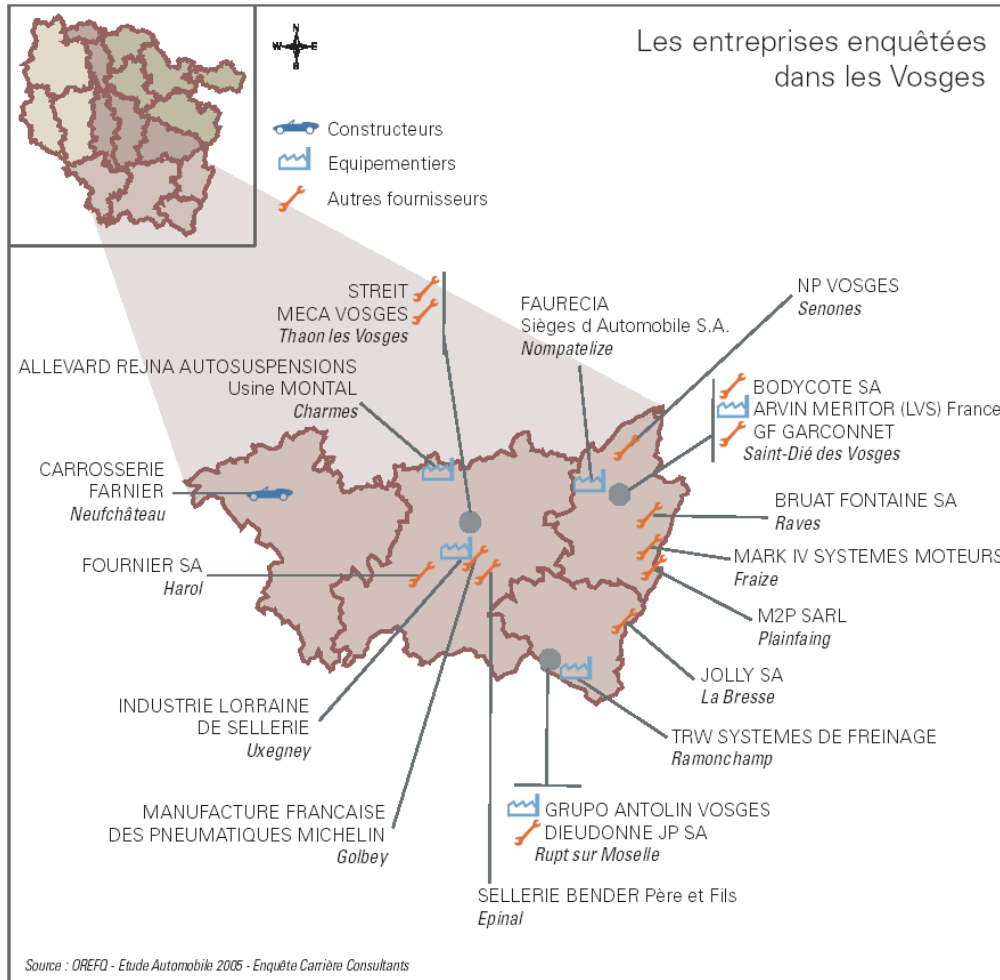 Les entreprises enquêtées
dans les Vosges
N
W E
S
Constructeurs
Equipementiers
Autres fournisseurs
STREIT
MECA VOSGES
Thaon les Vosges
FAURECIA
Sièges d Automobile S.A.
Nompatelize
NP VOSGES
Senones
ALLEVARD REJNA AUTOSUSPENSIONS
Usine MONTAL
Charmes
BODYCOTE SA
ARVIN MERITOR (LVS) France
GF GARCONNET
Saint-Dié des Vosges
CARROSSERIE
FARNIER
Neufchâteau
BRUAT FONTAINE SA
Raves
FOURNIER SA
Harol
MARK IV SYSTEMES MOTEURS
Fraize
M2P SARL
Plainfaing
JOLLY SA
La Bresse
INDUSTRIE LORRAINE
DE SELLERIE
Uxegney
TRW SYSTEMES DE FREINAGE
Ramonchamp
MANUFACTURE FRANCAISE
DES PNEUMATIQUES MICHELIN
Golbey
GRUPO ANTOLIN VOSGES
DIEUDONNE JP SA
Rupt sur Moselle
SELLERIE BENDER Père et Fils
Epinal
Source : OREFQ - Etude Automobile 2005 - Enquête Carrière Consultants